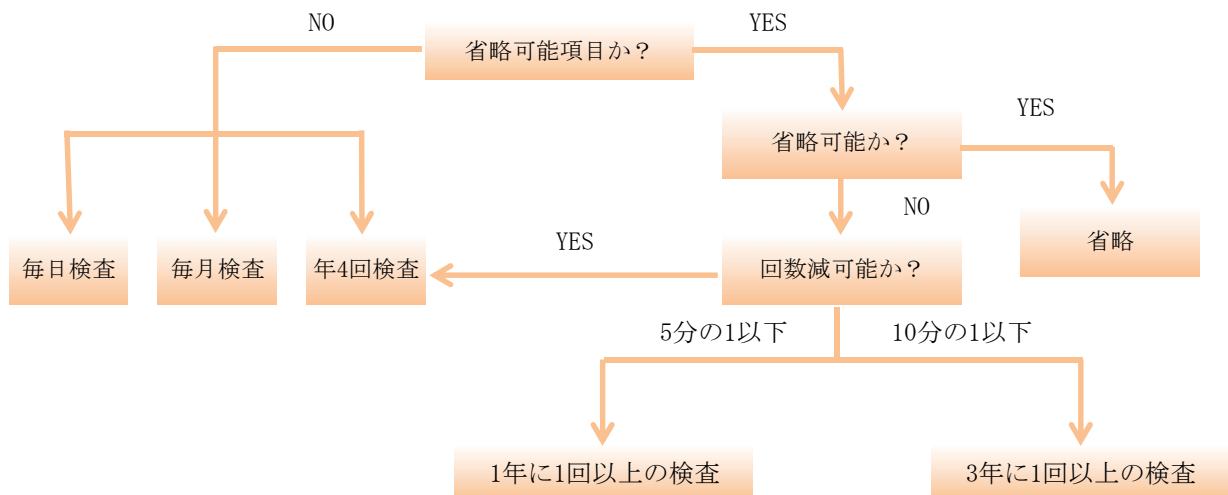 NO
YES
省略可能項目か？
YES
省略可能か？
NO
省略
毎日検査
毎月検査
年4回検査
YES
回数減可能か？
5分の1以下
10分の1以下
1年に1回以上の検査
3年に1回以上の検査